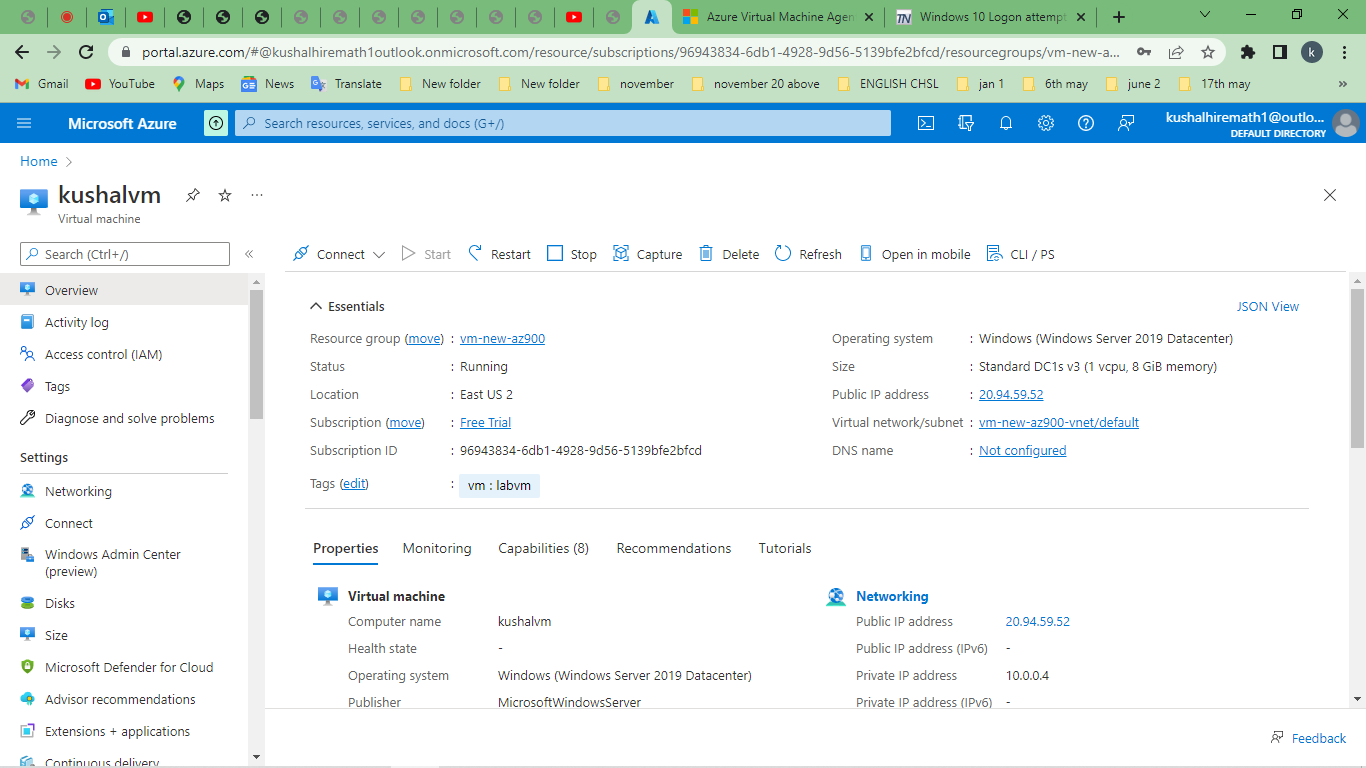 Azure Virtual Machine Agen
Windows 10 Logon attempt
portal.azure.com/#@kushalhiremath1outlook.onmicrosoft.com/resource/subscriptions/96943834-6db1-4928-9d56-5139bfe2bfcd/resourcegroups/vm-new-a...
k
Gmail YouTube Maps News Translate New folder New folder november november 20 above ENGLISH CHSL jan 1 6th may june 2 17th may »
Microsoft Azure
Search resources, services, and docs (G+/)
kushalhiremath1@outlo...
DEFAULT DIRECTORY
Home
kushalvm
Virtual machine
Search (Ctrl+/)
Connect Start Restart Stop Capture Delete Refresh Open in mobile CLI / PS
Overview
Activity log
Access control (IAM)
Tags
Diagnose and solve problems
Settings
Networking
Connect
Windows Admin Center
(preview)
Disks
Size
Microsoft Defender for Cloud
Advisor recommendations
Extensions + applications
Continuous delivery
Essentials
JSON View
Resource group (move) : vm-new-az900
Status : Running
Location : East US 2
Subscription (move) : Free Trial
Subscription ID : 96943834-6db1-4928-9d56-5139bfe2bfcd
Tags (edit) : vm : labvm
Operating system : Windows (Windows Server 2019 Datacenter)
Size : Standard DC1s v3 (1 vcpu, 8 GiB memory)
Public IP address : 20.94.59.52
Virtual network/subnet : vm-new-az900-vnet/default
DNS name : Not configured
Properties Monitoring Capabilities (8) Recommendations Tutorials
Virtual machine
Computer name kushalvm
Health state -
Operating system Windows (Windows Server 2019 Datacenter)
Publisher MicrosoftWindowsServer
Networking
Public IP address 20.94.59.52
Public IP address (IPv6) -
Private IP address 10.0.0.4
Private IP address (IPv6) -
Feedback